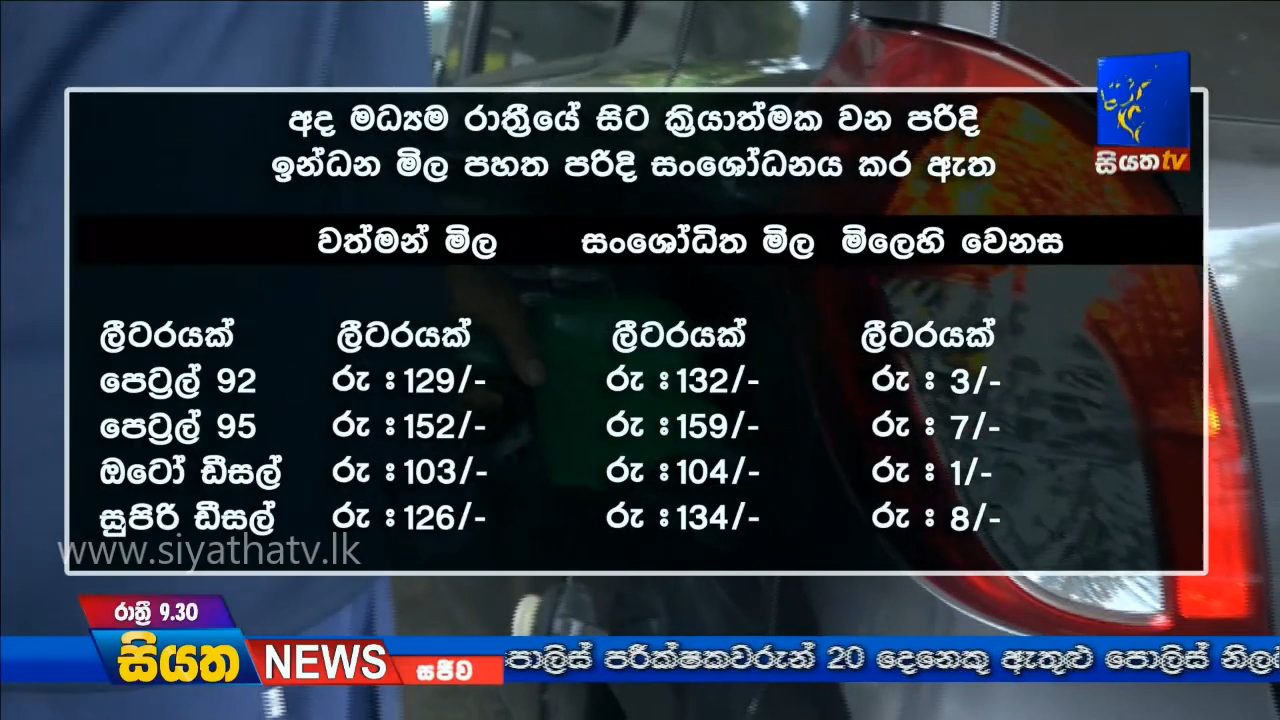 අද මධ්‍යම රාත්‍රීයේ සිට ක්‍රියාත්මක වන පරිදි
ඉන්ධන මිල පහත පරිදි සංශෝධනය කර ඇත
සියත tv
වත්මන් මිල සංශෝධිත මිල මිලෙහි වෙනස
ලීටරයක් ලීටරයක් ලීටරයක් ලීටරයක්
පෙට්‍රල් 92 රු : 129/- රු : 132/- රු : 3/-
පෙට්‍රල් 95 රු : 152/- රු : 159/- රු : 7/-
ඔටෝ ඩීසල් රු : 103/- රු : 104/- රු : 1/-
සුපිරි ඩීසල් රු : 126/- රු : 134/- රු : 8/-
www.siyathatv.lk
රාත්‍රී 9.30
සියත NEWS සජීව
පොලිස් පරීක්ෂකවරුන් 20 දෙනෙකු ඇතුළු පොලිස්